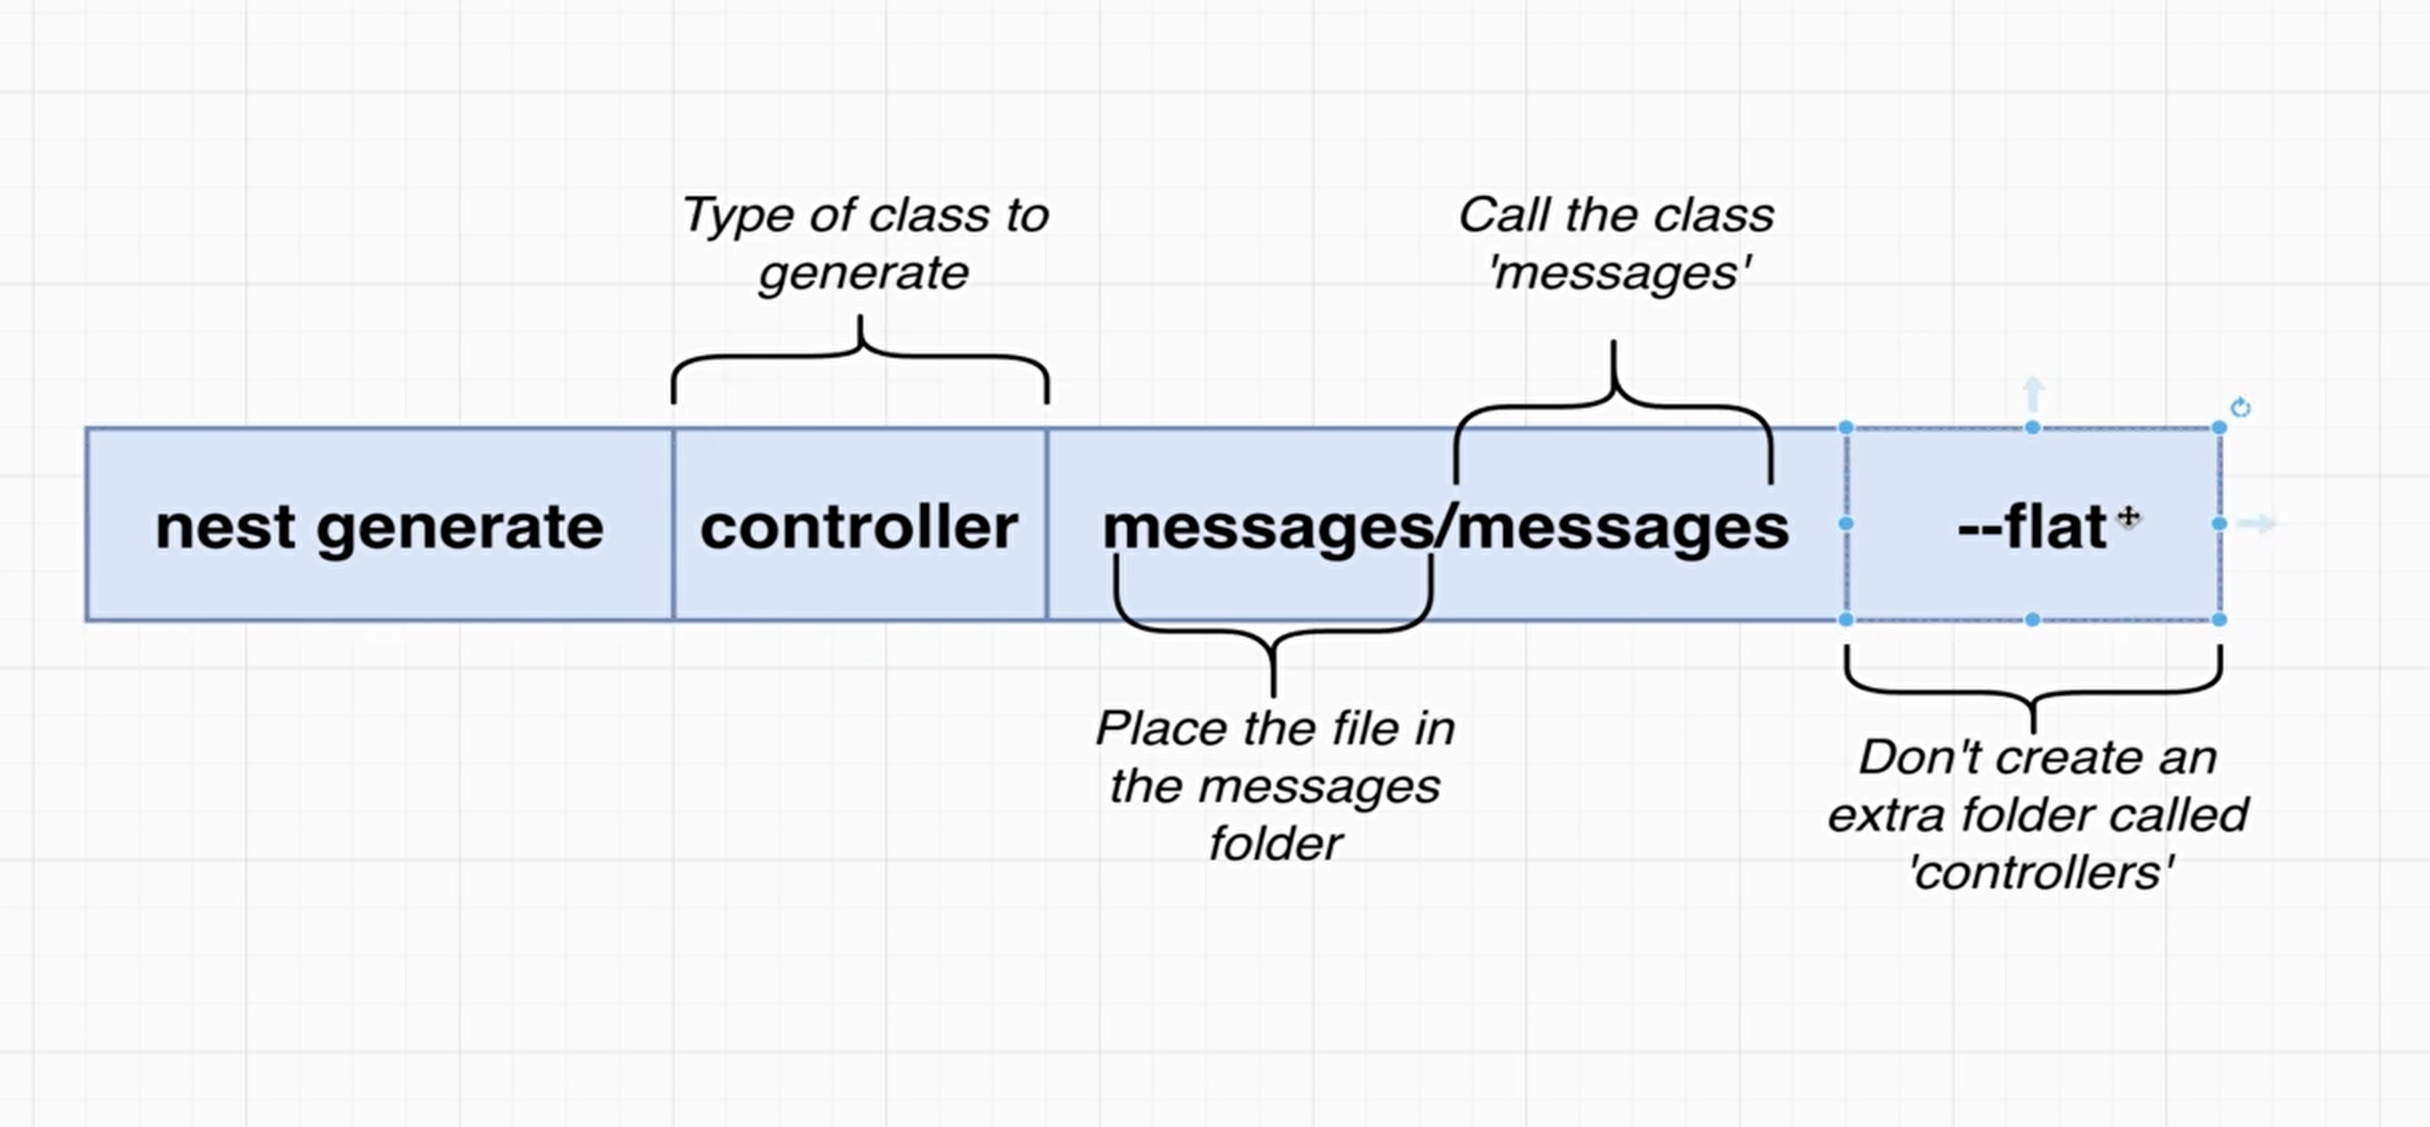 Type of class to
generate
Call the class
'messages'
nest generate
controller
messages/messages
--flat
Place the file in
the messages
folder
Don't create an
extra folder called
'controllers'